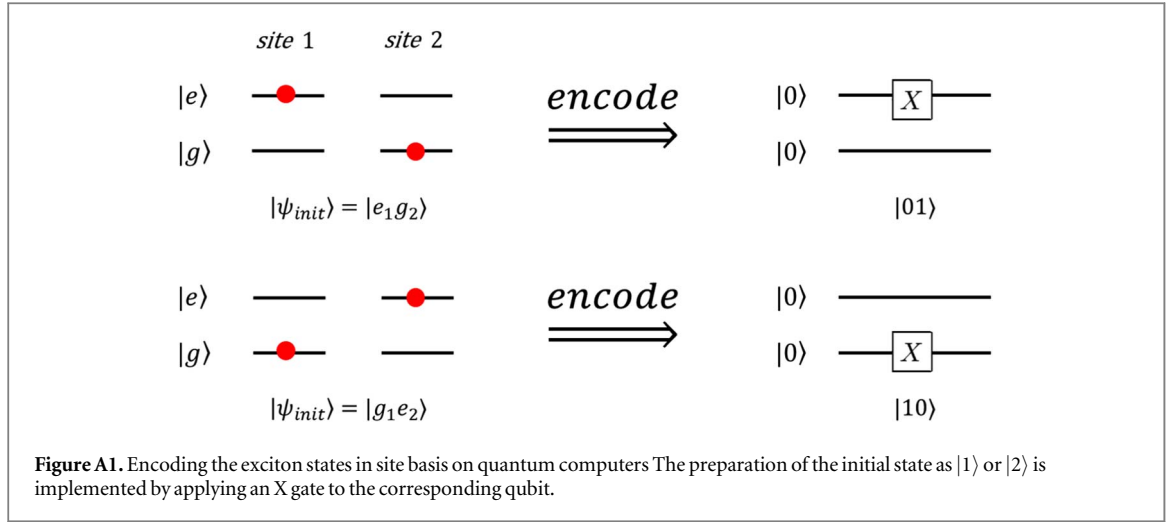 site 1 site 2
|e⟩ encode |0⟩ X
|g⟩ |0⟩
|ψinit⟩ = |e1g2⟩ |01⟩
|e⟩ encode |0⟩
|g⟩ |0⟩ X
|ψinit⟩ = |g1e2⟩ |10⟩
Figure A1. Encoding the exciton states in site basis on quantum computers The preparation of the initial state as |1⟩ or |2⟩ is
implemented by applying an X gate to the corresponding qubit.